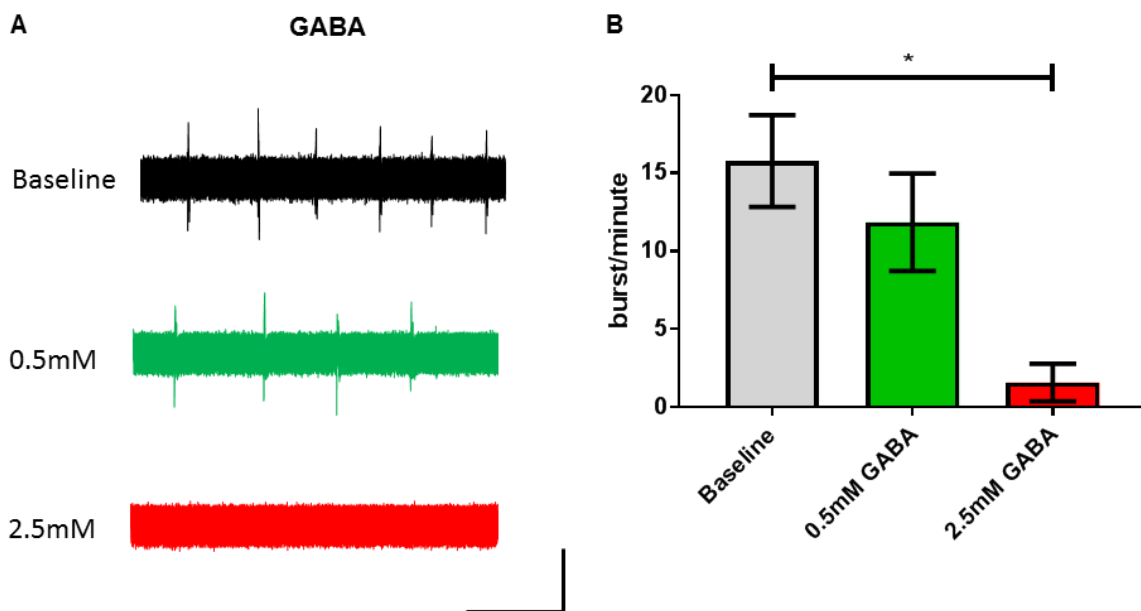 A
GABA
Baseline
0.5mM
2.5mM
B
*
burst/minute
20
15
10
5
0
Baseline
0.5mM GABA
2.5mM GABA